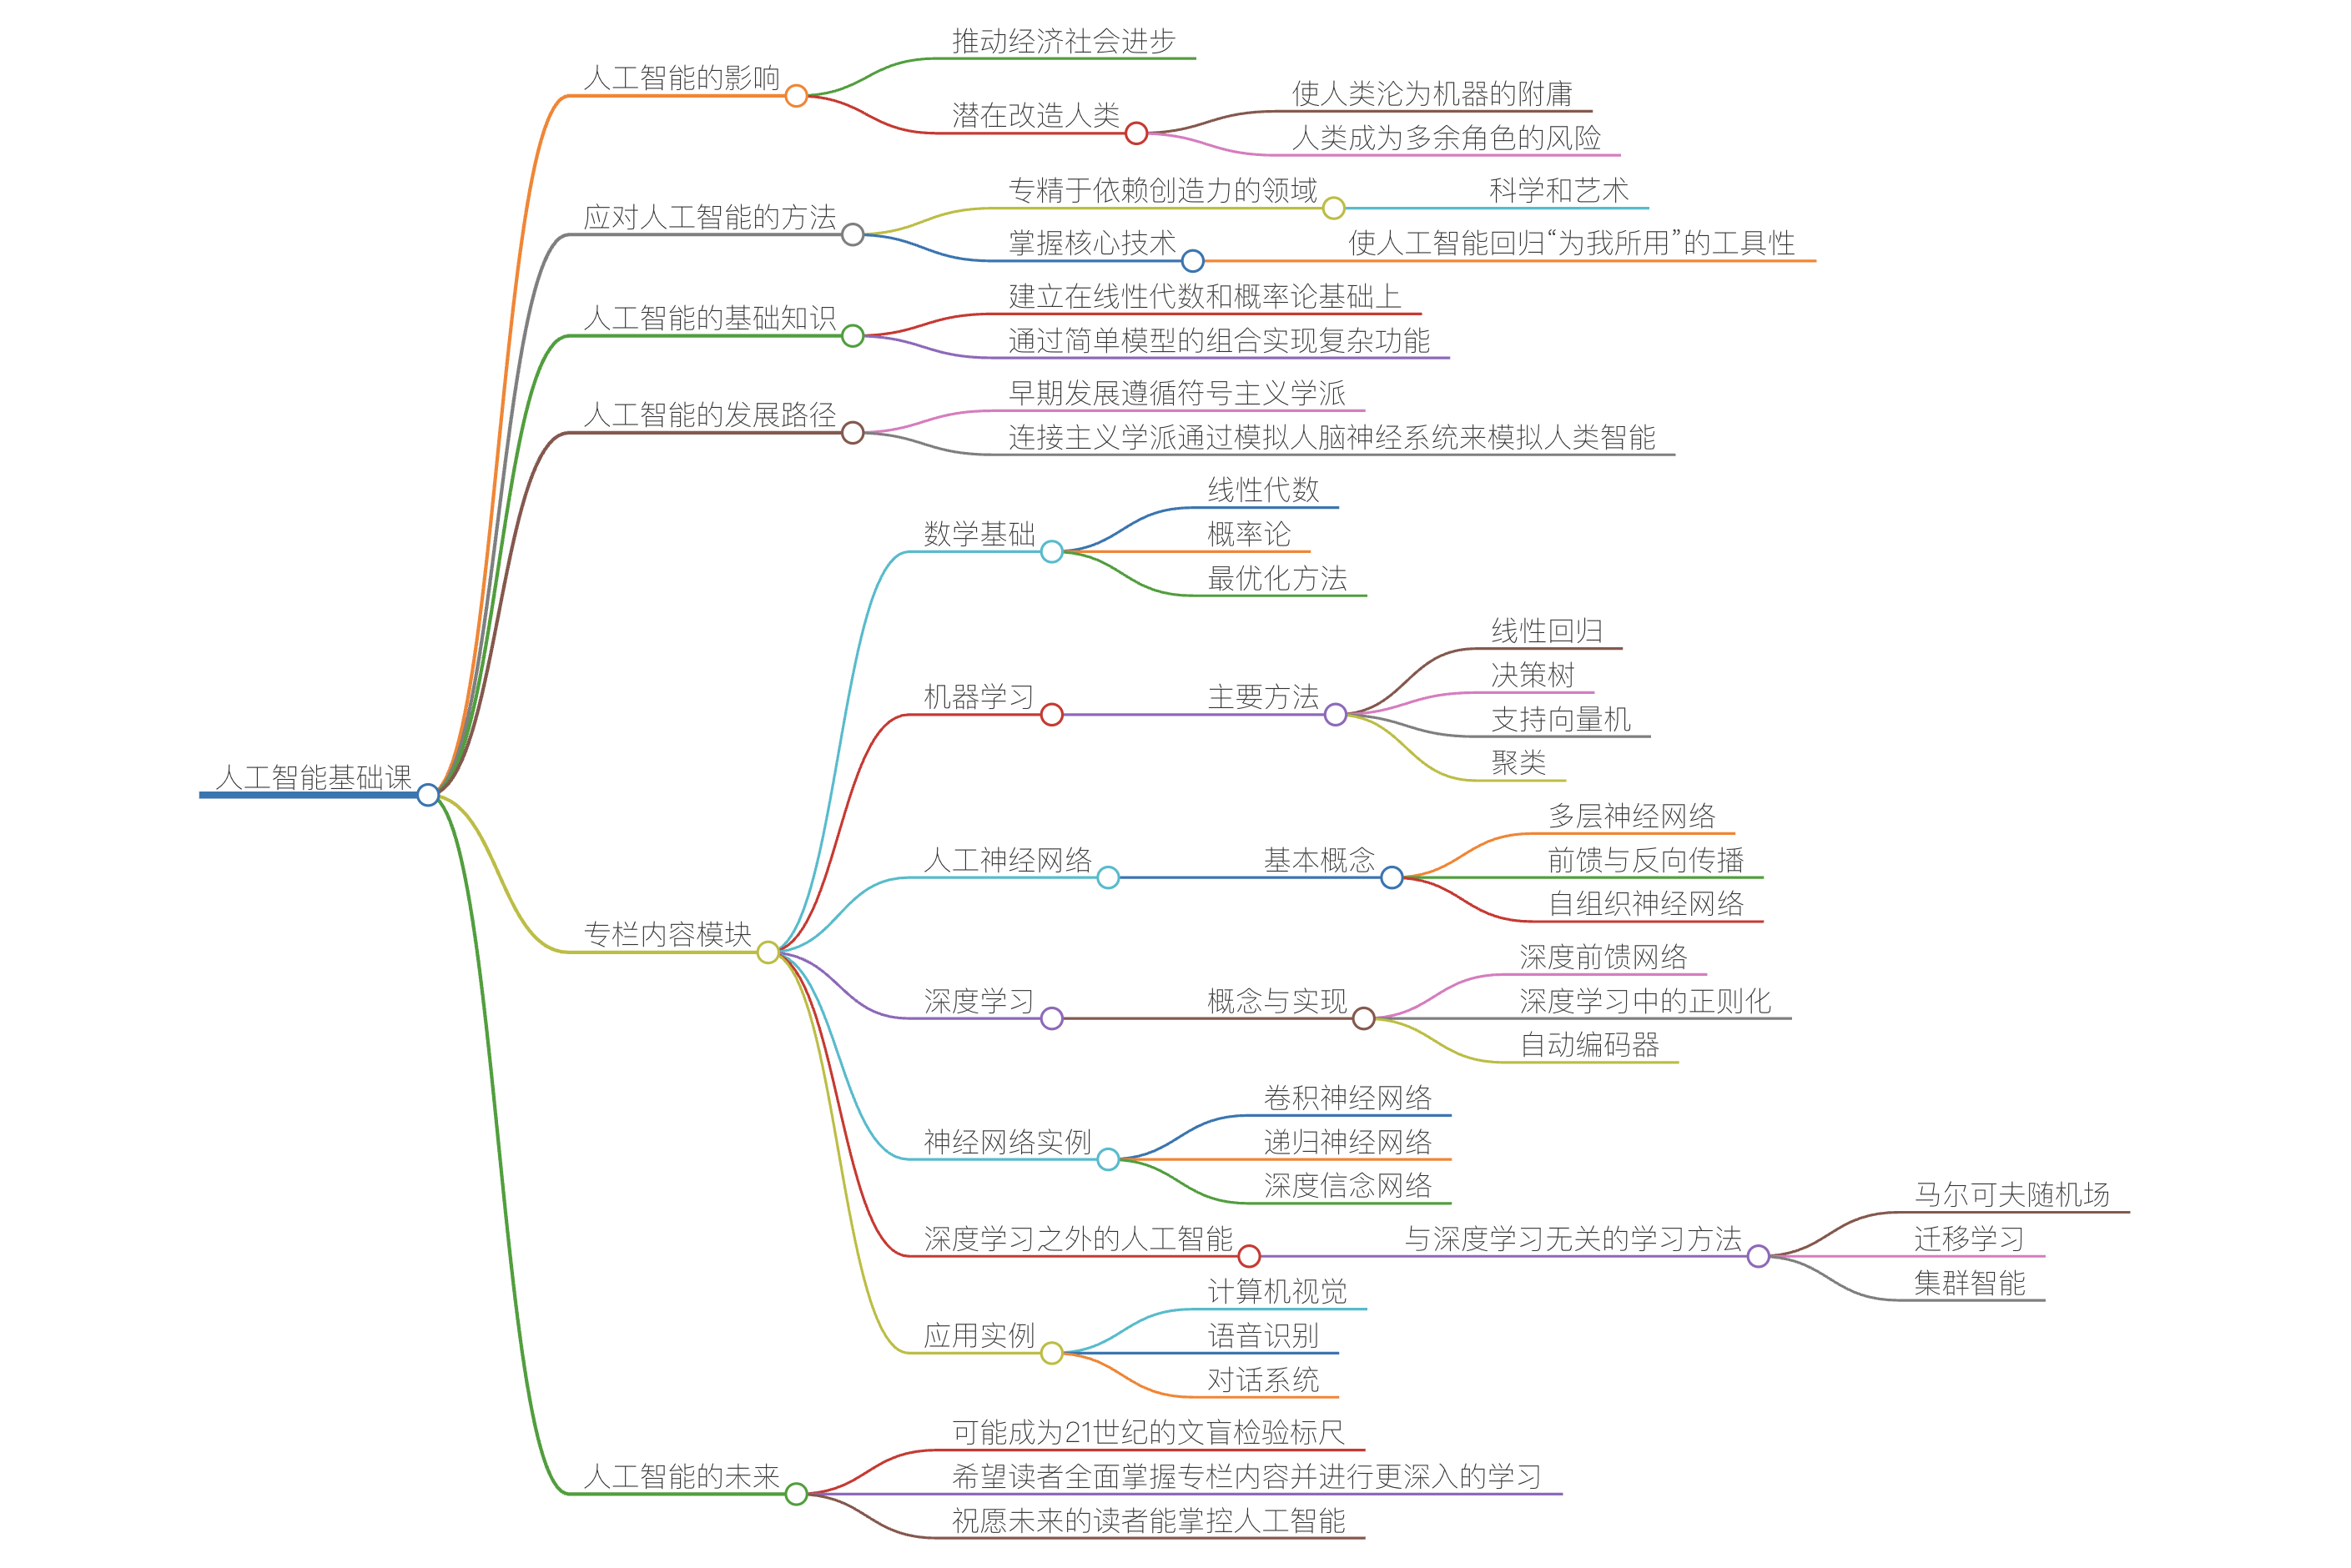 人工智能基础课
人工智能的影响
推动经济社会进步
潜在改造人类
使人类沦为机器的附庸
人类成为多余角色的风险
应对人工智能的方法
专精于依赖创造力的领域
科学和艺术
掌握核心技术
使人工智能回归“为我所用”的工具性
人工智能的基础知识
建立在线性代数和概率论基础上
通过简单模型的组合实现复杂功能
人工智能的发展路径
早期发展遵循符号主义学派
连接主义学派通过模拟人脑神经系统来模拟人类智能
专栏内容模块
数学基础
线性代数
概率论
最优化方法
机器学习
主要方法
线性回归
决策树
支持向量机
聚类
人工神经网络
基本概念
多层神经网络
前馈与反向传播
自组织神经网络
深度学习
概念与实现
深度前馈网络
深度学习中的正则化
自动编码器
神经网络实例
卷积神经网络
递归神经网络
深度信念网络
深度学习之外的人工智能
与深度学习无关的学习方法
马尔可夫随机场
迁移学习
集群智能
应用实例
计算机视觉
语音识别
对话系统
人工智能的未来
可能成为21世纪的文盲检验标尺
希望读者全面掌握专栏内容并进行更深入的学习
祝愿未来的读者能掌控人工智能